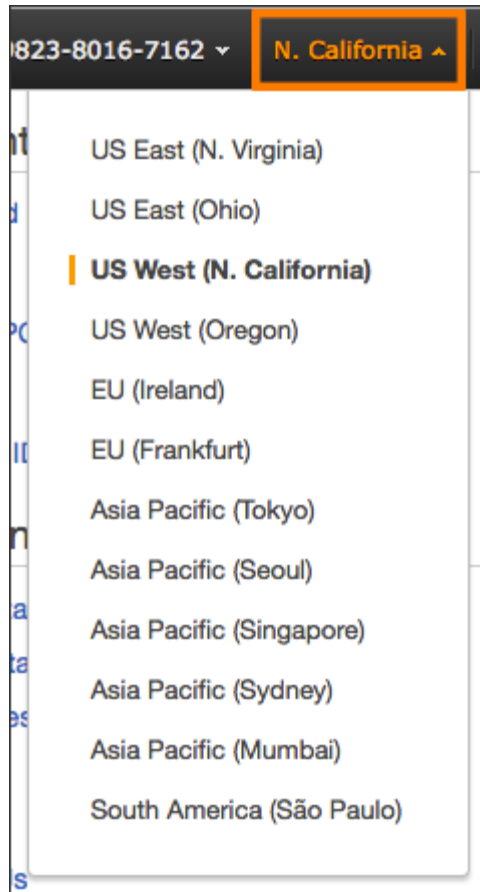 823-8016-7162
N. California
US East (N. Virginia)
US East (Ohio)
US West (N. California)
US West (Oregon)
EU (Ireland)
EU (Frankfurt)
Asia Pacific (Tokyo)
Asia Pacific (Seoul)
Asia Pacific (Singapore)
Asia Pacific (Sydney)
Asia Pacific (Mumbai)
South America (São Paulo)